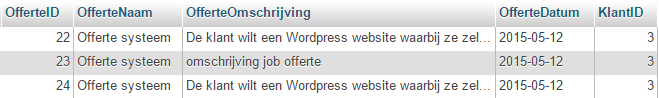 OfferteID OfferteNaam OfferteOmschrijving OfferteDatum KlantID
22 Offerte systeem De klant wilt een Wordpress website waarbij ze zel... 2015-05-12 3
23 Offerte systeem omschrijving job offerte 2015-05-12 3
24 Offerte systeem De klant wilt een Wordpress website waarbij ze zel... 2015-05-12 3